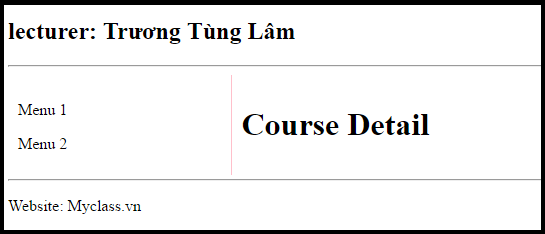 lecturer: Trương Tùng Lâm
Menu 1
Menu 2
Course Detail
Website: Myclass.vn